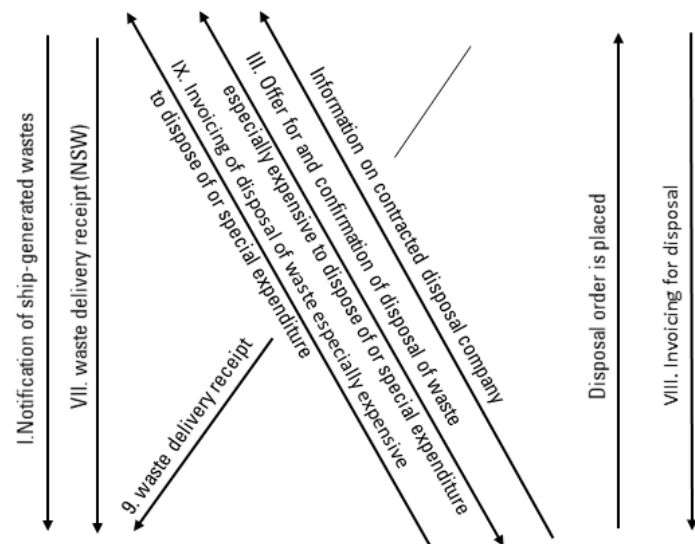 I.Notification of ship-generated wastes
VII. waste delivery receipt (NSW)
9. waste delivery receipt
IX. Invoicing of disposal of waste especially expensive
to dispose of or special expenditure
III. Offer for and confirmation of disposal of waste
especially expensive to dispose of or special expenditure
Information on contracted disposal company
Disposal order is placed
VIII. Invoicing for disposal